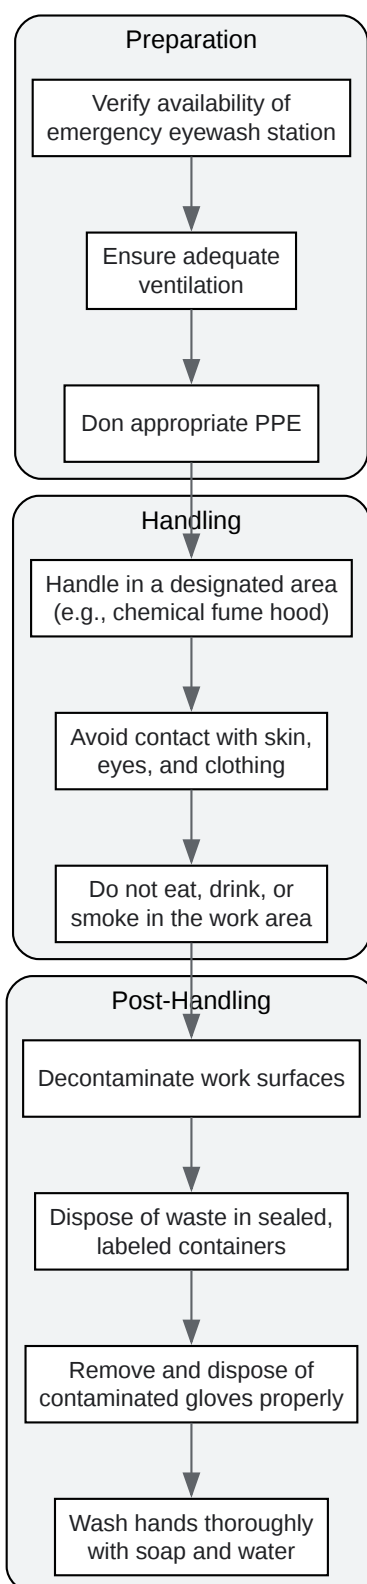 Preparation
Verify availability of
emergency eyewash station
Ensure adequate
ventilation
Don appropriate PPE
Handling
Handle in a designated area
(e.g., chemical fume hood)
Avoid contact with skin,
eyes, and clothing
Do not eat, drink, or
smoke in the work area
Post-Handling
Decontaminate work surfaces
Dispose of waste in sealed,
labeled containers
Remove and dispose of
contaminated gloves properly
Wash hands thoroughly
with soap and water